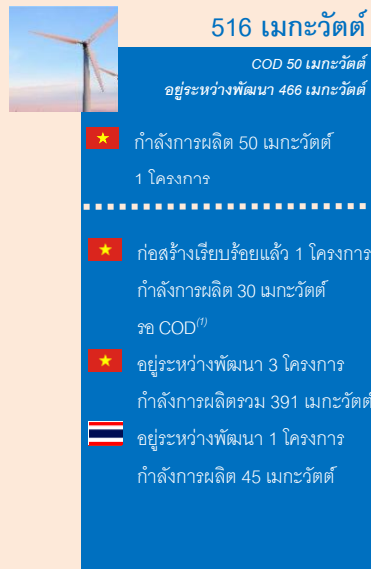 516 เมกะวัตต์
COD 50 เมกะวัตต์
อยู่ระหว่างพัฒนา 466 เมกะวัตต์
กำลังการผลิต 50 เมกะวัตต์
1 โครงการ
ก่อสร้างเรียบร้อยแล้ว 1 โครงการ
กำลังการผลิต 30 เมกะวัตต์
รอ COD(1)
อยู่ระหว่างพัฒนา 3 โครงการ
กำลังการผลิตรวม 391 เมกะวัตต์
อยู่ระหว่างพัฒนา 1 โครงการ
กำลังการผลิต 45 เมกะวัตต์